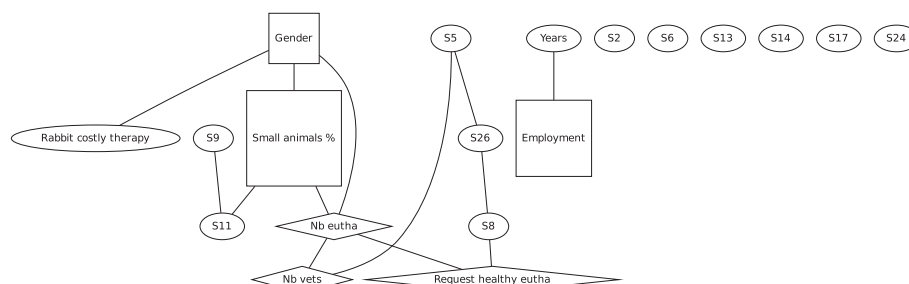 Gender
S5
Years
S2
S6
S13
S14
S17
S24
Rabbit costly therapy
S9
Small animals %
S26
Employment
S11
Nb eutha
S8
Nb vets
Request healthy eutha